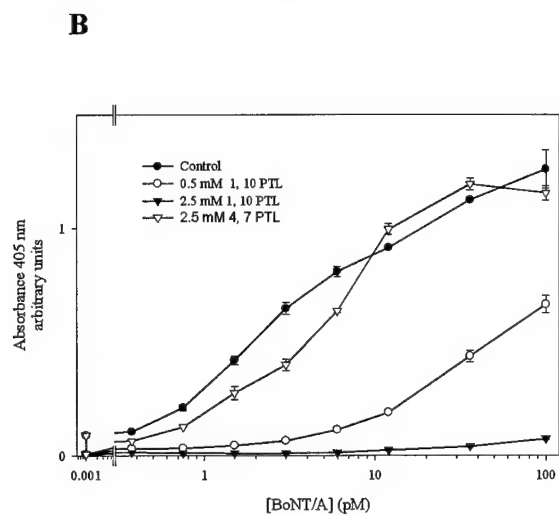 B
Control
0.5 mM 1, 10 PTL
2.5 mM 1, 10 PTL
2.5 mM 4, 7 PTL
Absorbance 405 nm
arbitrary units
1
0
0.001
1
10
100
[BoNT/A] (pM)